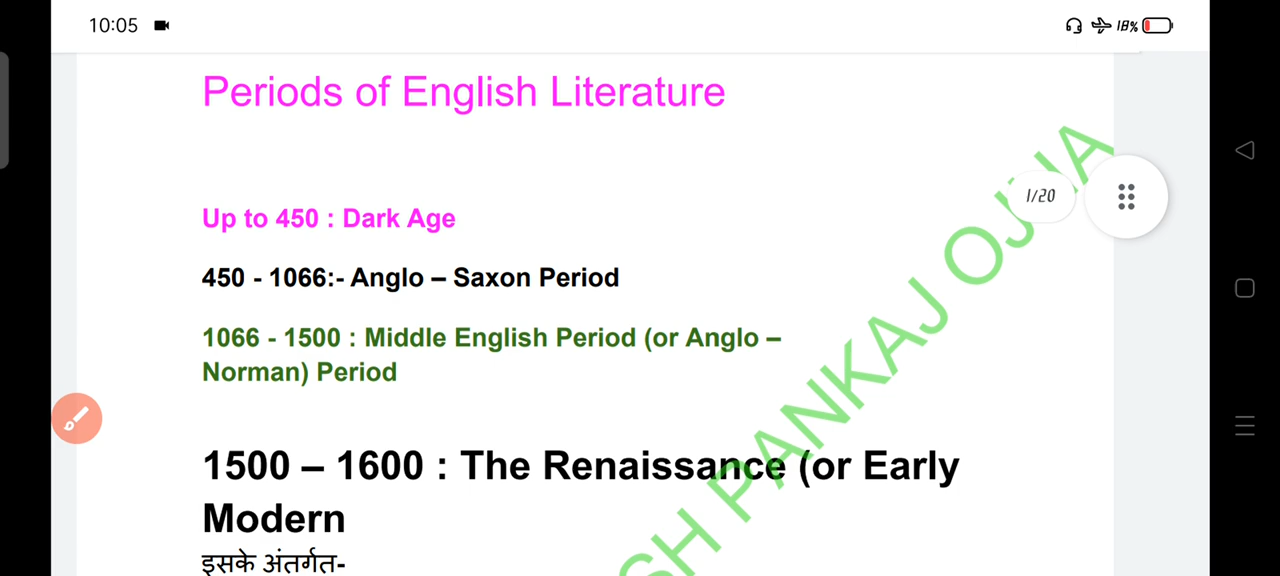 10:05
18%
Periods of English Literature
1/20
Up to 450 : Dark Age
450 - 1066:- Anglo – Saxon Period
1066 - 1500 : Middle English Period (or Anglo –
Norman) Period
1500 – 1600 : The Renaissance (or Early
Modern
इसके अंतर्गत-
SH PANKAJ OJHA